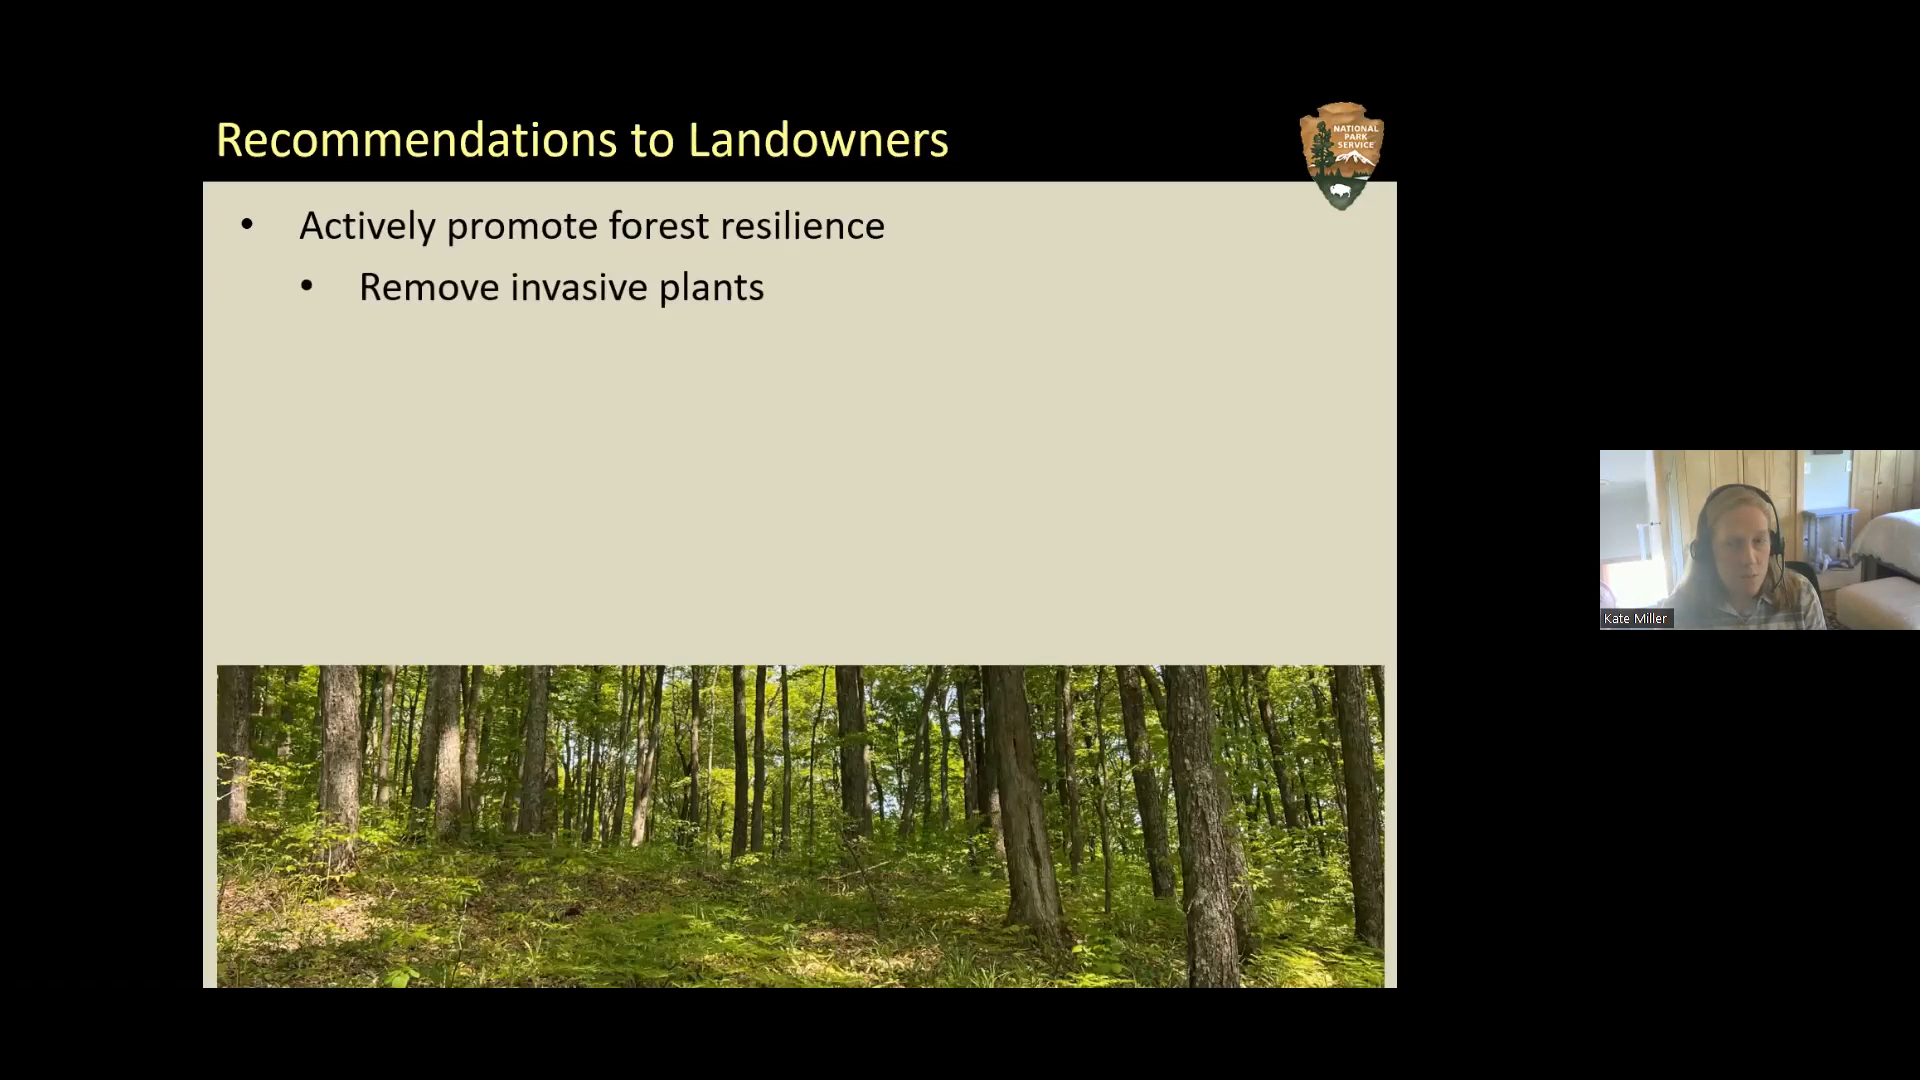 Recommendations to Landowners
NATIONAL
PARK
SERVICE
• Actively promote forest resilience
• Remove invasive plants
Kate Miller